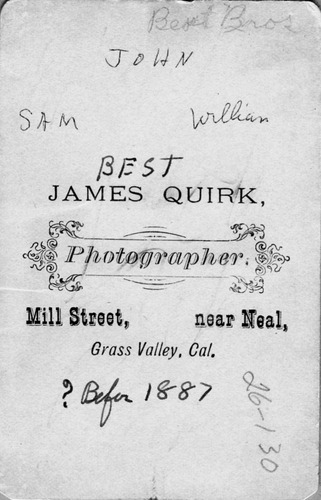 Best Bros
JOHN
SAM William
BEST
JAMES QUIRK,
Photographer,
Mill Street, near Neal,
Grass Valley, Cal.
? Befor 1887
26-130